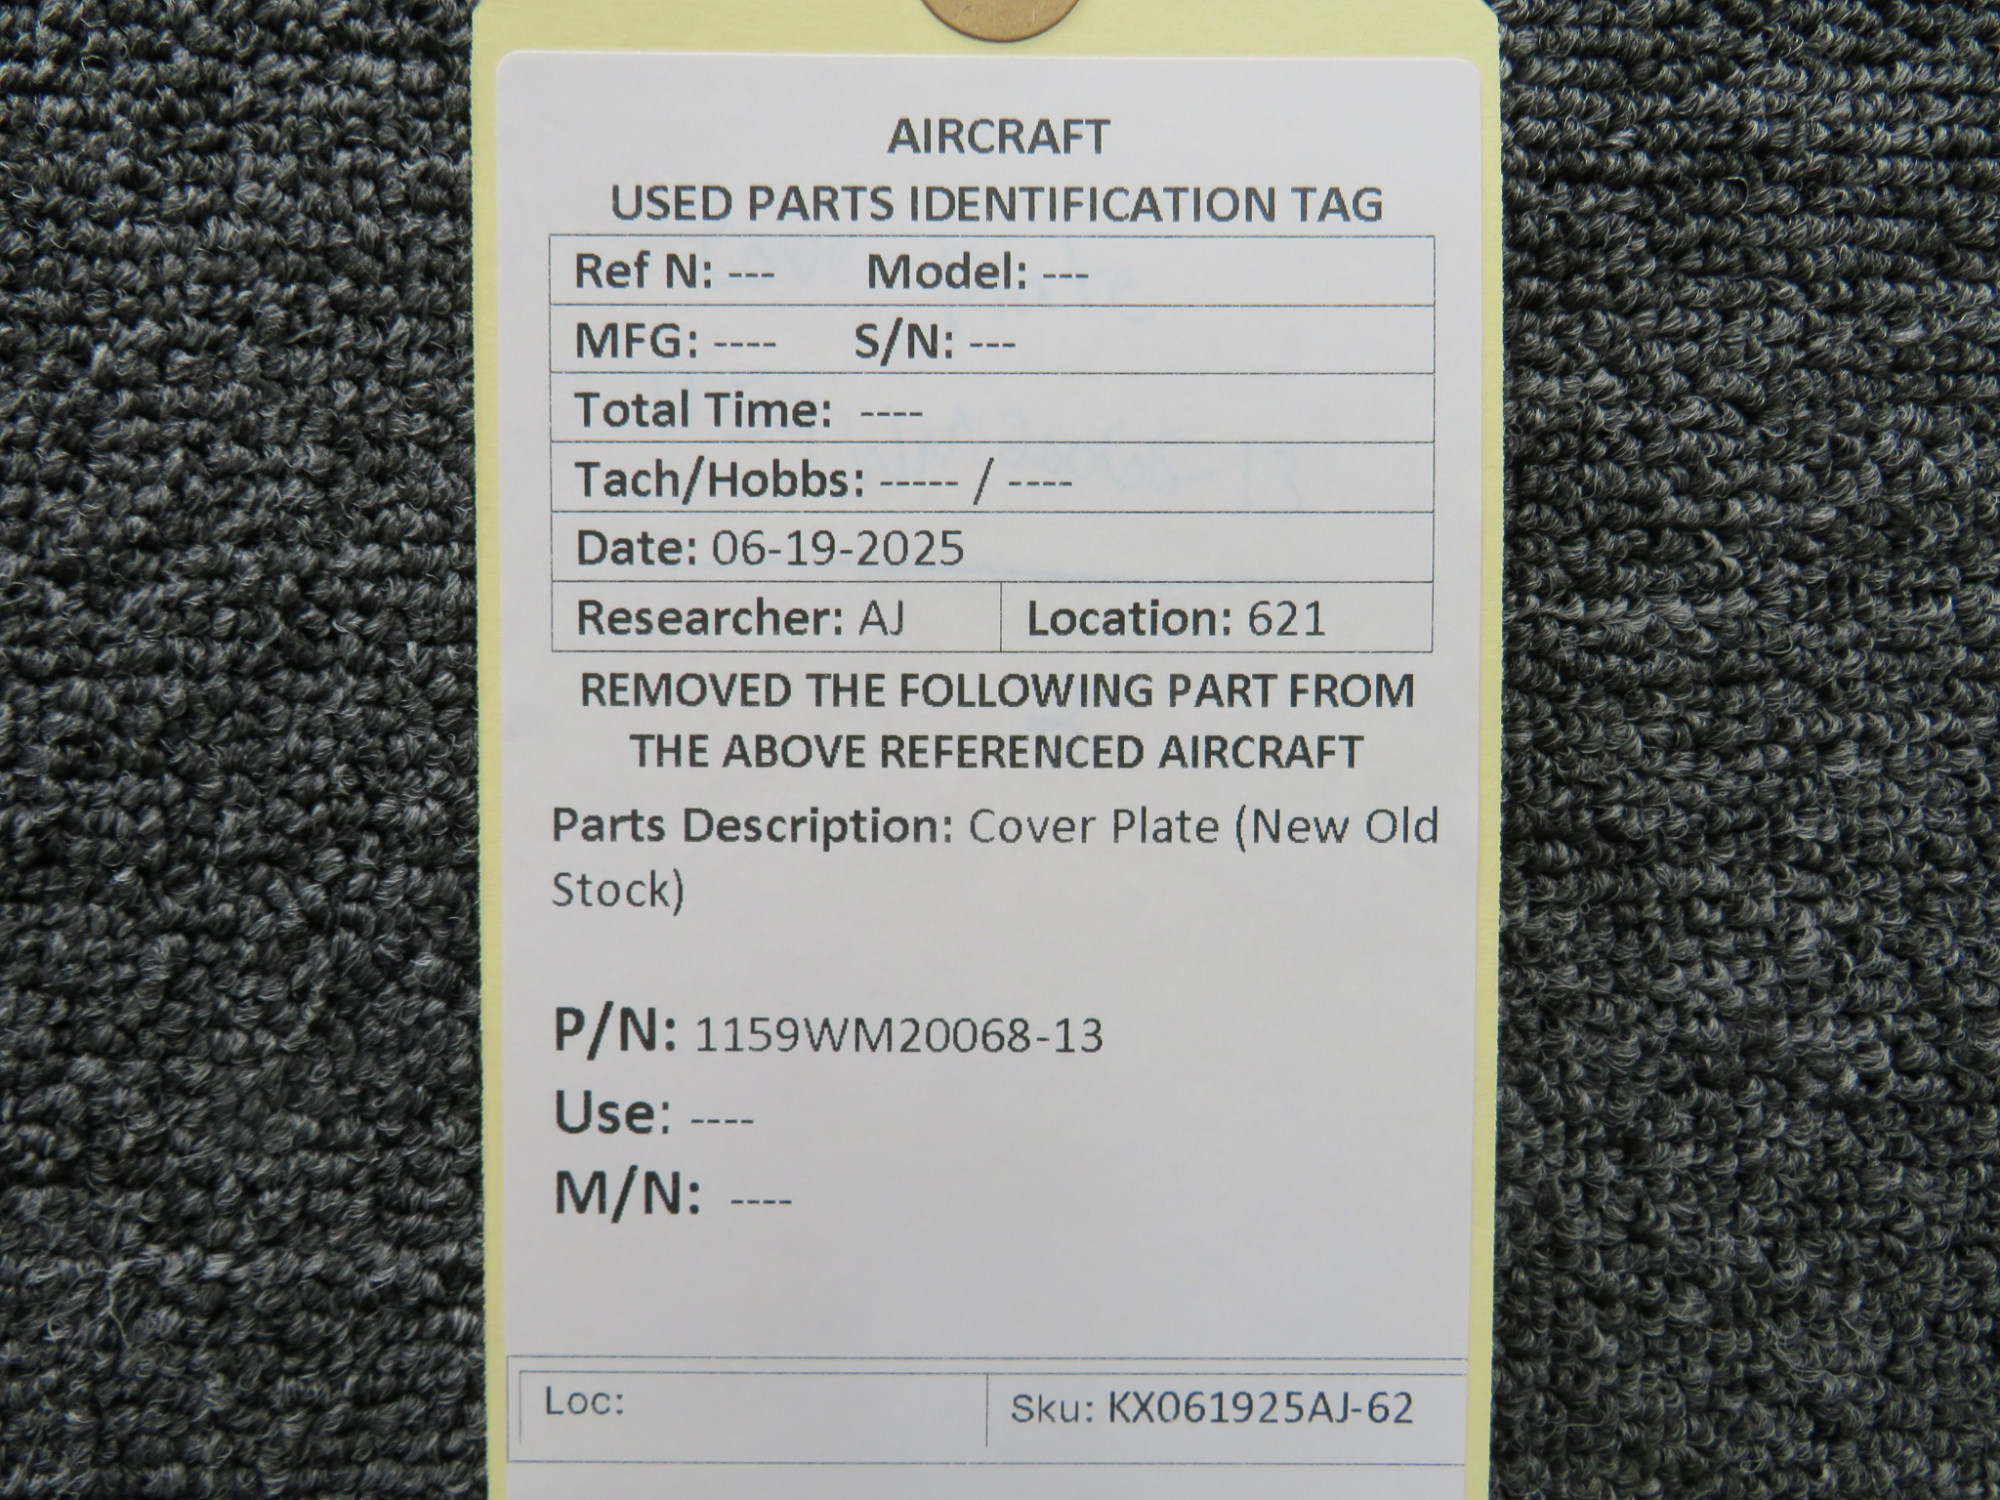 AIRCRAFT
USED PARTS IDENTIFICATION TAG
Ref N: --- Model: ---
MFG: ---- S/N: ---
Total Time: ----
Tach/Hobbs: ----- / ----
Date: 06-19-2025
Researcher: AJ Location: 621
REMOVED THE FOLLOWING PART FROM
THE ABOVE REFERENCED AIRCRAFT
Parts Description: Cover Plate (New Old
Stock)
P/N: 1159WM20068-13
Use: ----
M/N: ----
Loc: Sku: KX061925AJ-62